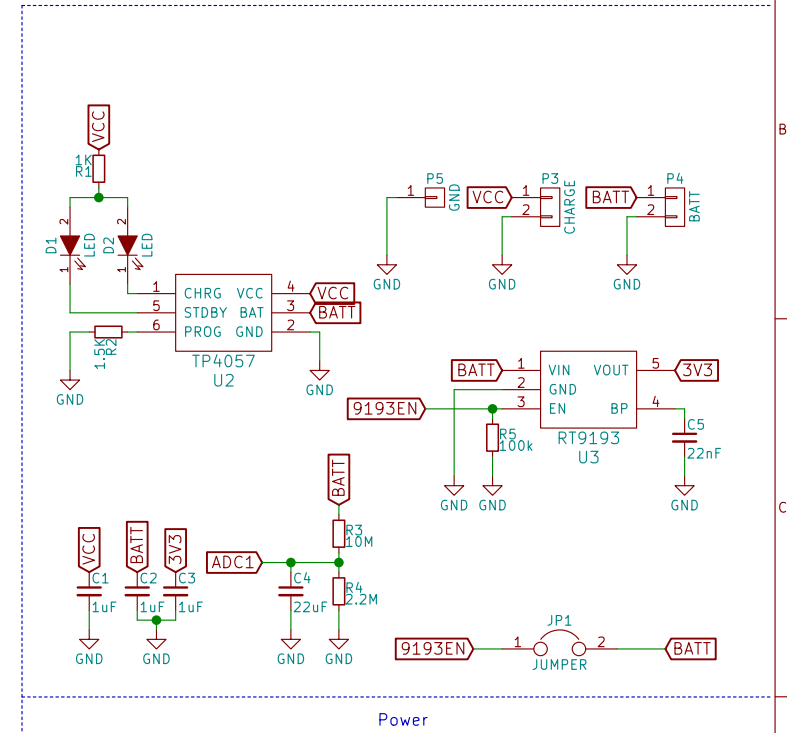 B
VCC
1K
R1
2
2
D1
LED
D2
LED
1
1
P5
1
GND
GND
P3
VCC
1
2
CHARGE
GND
P4
BATT
1
2
BATT
GND
1
CHRG
VCC
4
VCC
5
STDBY
BAT
3
BATT
6
PROG
GND
2
1.5K
R2
TP4057
U2
GND
GND
BATT
1
VIN
VOUT
5
3V3
2
GND
9193EN
3
EN
BP
4
R5
100k
RT9193
U3
C5
22nF
GND
GND
GND
C
BATT
R3
10M
ADC1
R4
2.2M
C4
22uF
GND
GND
VCC
BATT
3V3
C1
1uF
C2
1uF
C3
1uF
GND
GND
JP1
9193EN
1
2
BATT
JUMPER
Power